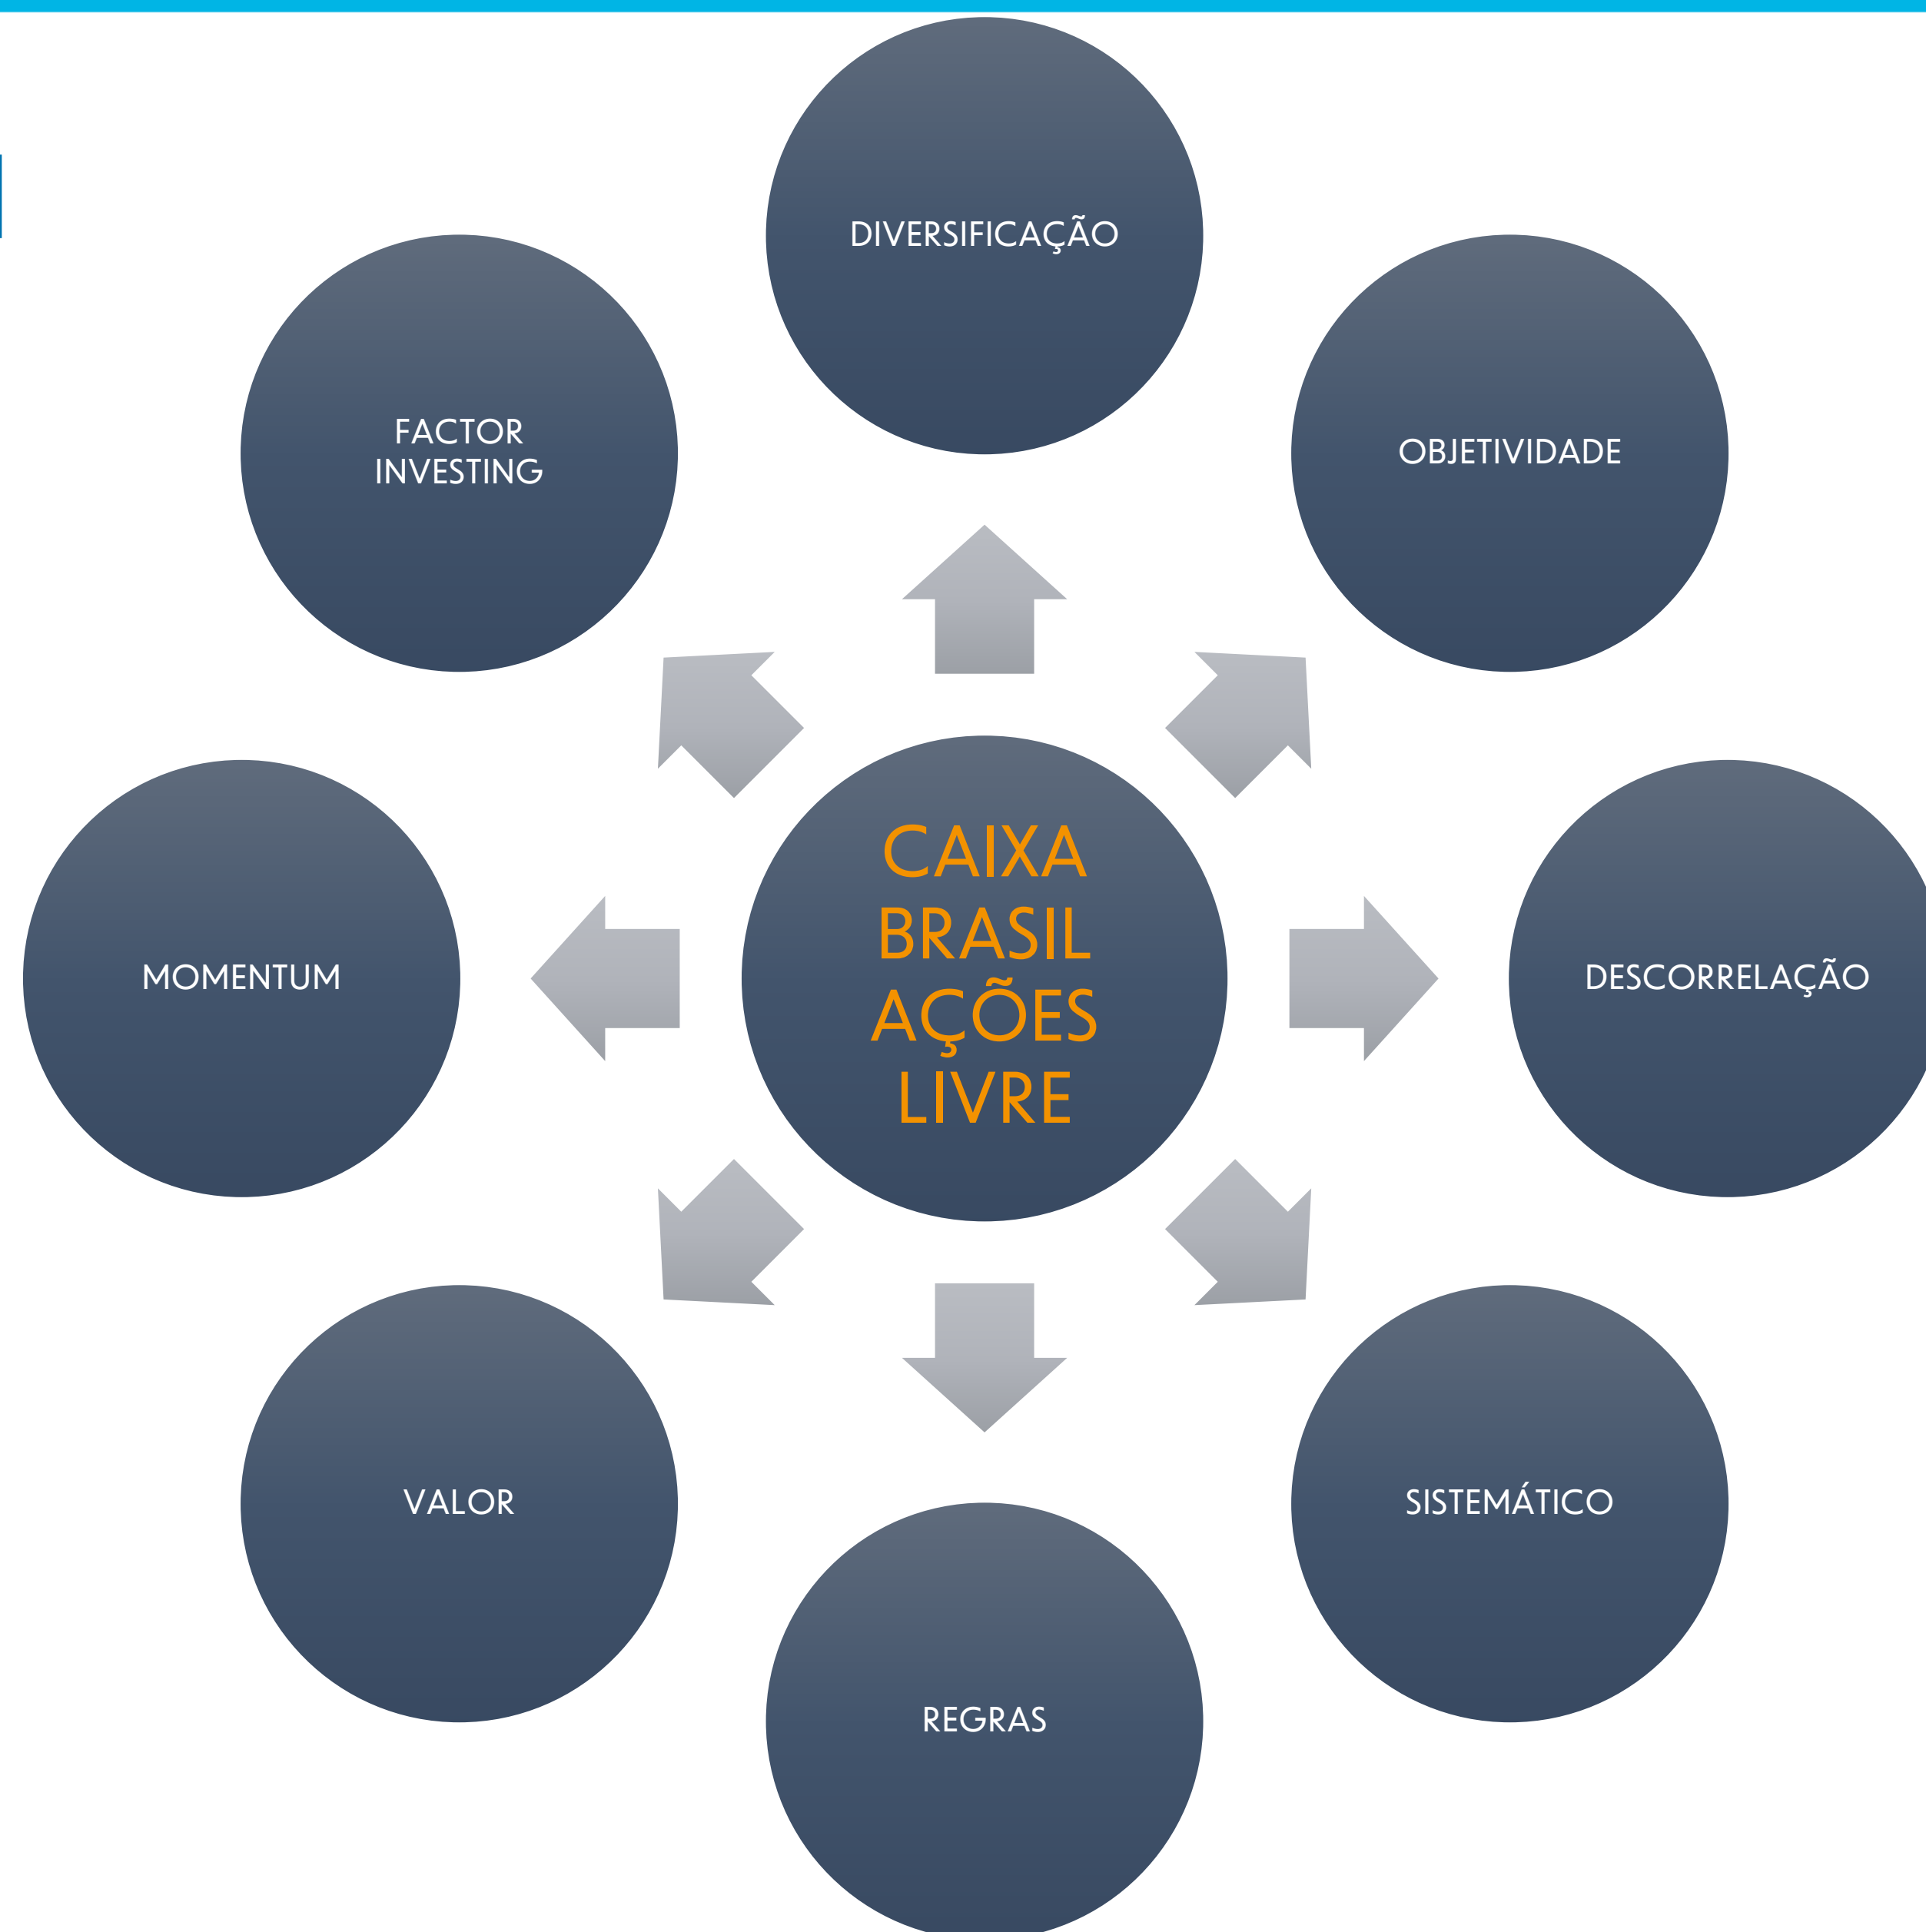 DIVERSIFICAÇÃO
FACTOR
INVESTING
OBJETIVIDADE
MOMENTUM
CAIXA
BRASIL
AÇÕES
LIVRE
DESCORRELAÇÃO
VALOR
SISTEMÁTICO
REGRAS